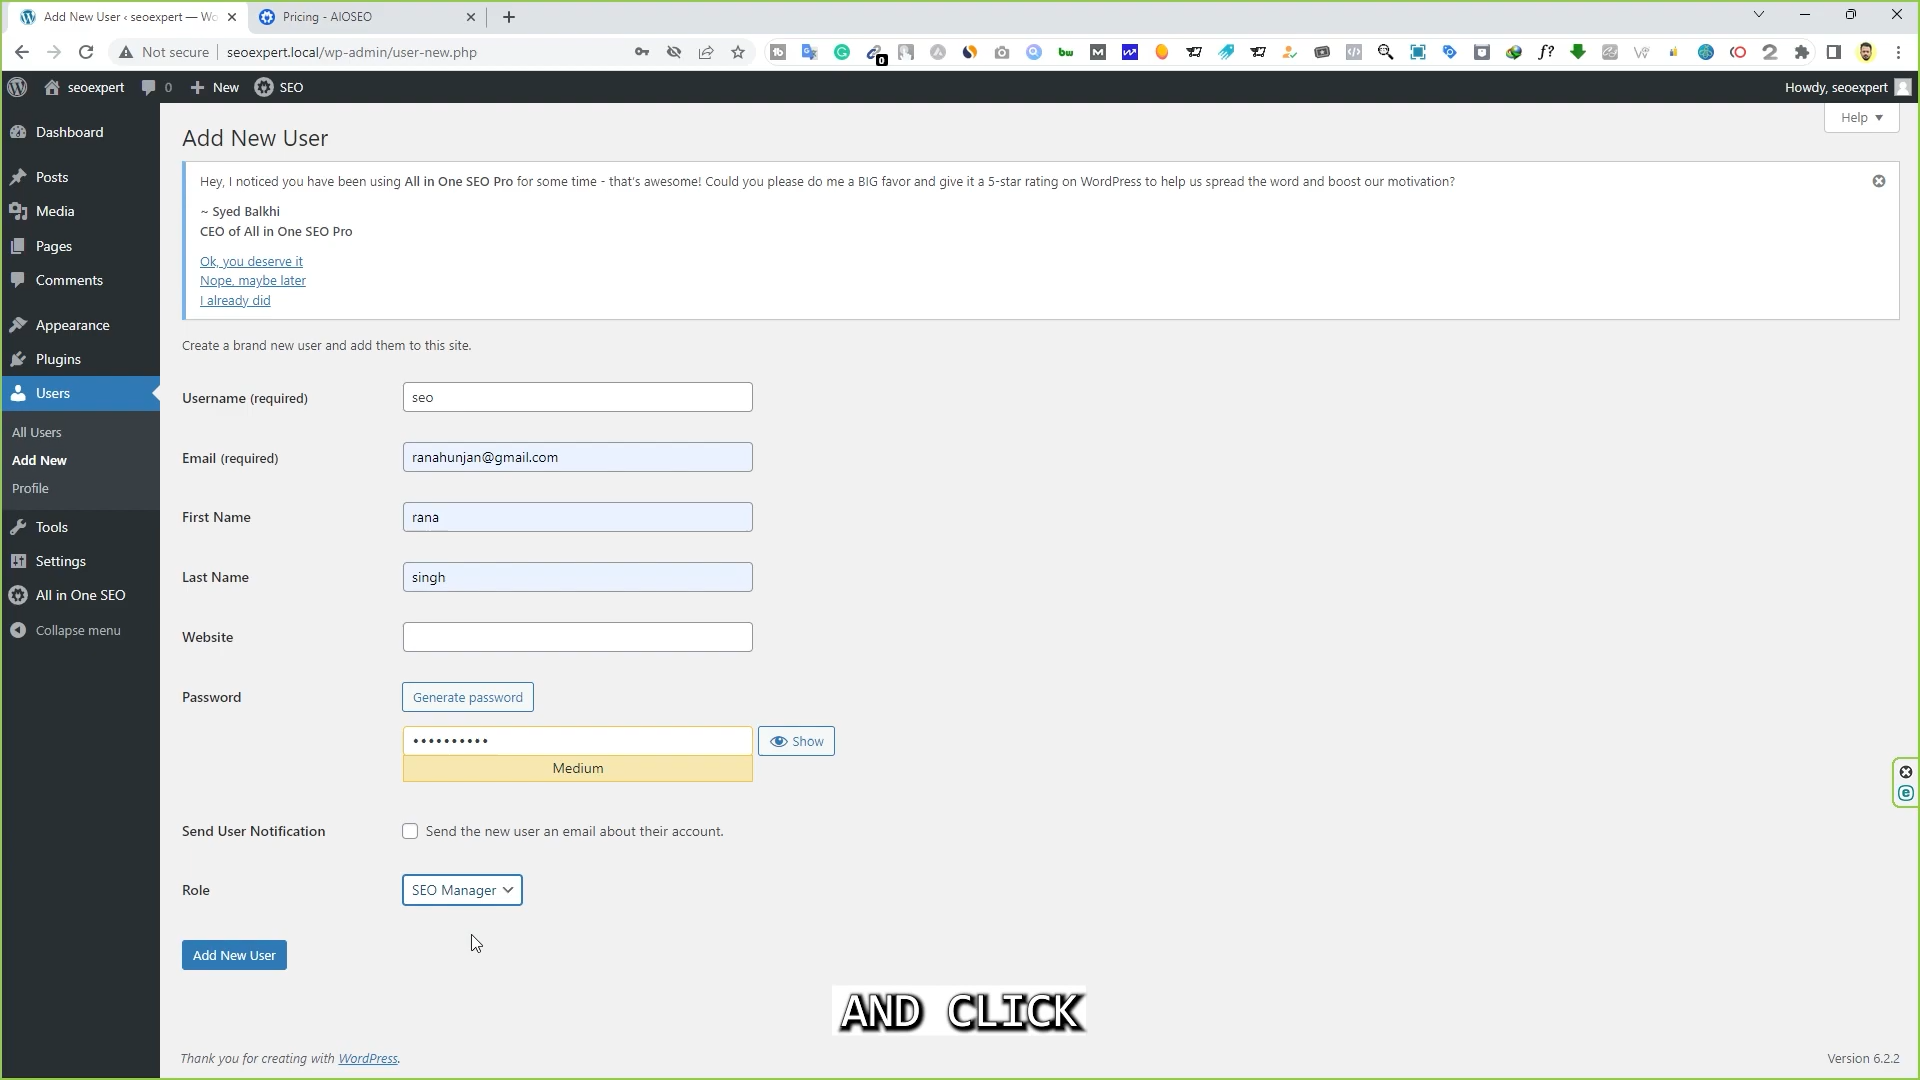 Add New User ‹ seoexpert — Wo
Pricing - AIOSEO
Not secure
seoexpert.local/wp-admin/user-new.php
0
seoexpert
0
New
SEO
Howdy, seoexpert
Dashboard
Posts
Media
Pages
Comments
Appearance
Plugins
Users
All Users
Add New
Profile
Tools
Settings
All in One SEO
Collapse menu
Help
Add New User
Hey, I noticed you have been using All in One SEO Pro for some time - that's awesome! Could you please do me a BIG favor and give it a 5-star rating on WordPress to help us spread the word and boost our motivation?
~ Syed Balkhi
CEO of All in One SEO Pro
Ok, you deserve it
Nope, maybe later
I already did
Create a brand new user and add them to this site.
Username (required)
seo
Email (required)
ranahunjan@gmail.com
First Name
rana
Last Name
singh
Website
Password
Generate password
••••••••••
Show
Medium
Send User Notification
Send the new user an email about their account.
Role
SEO Manager
Add New User
AND CLICK
Thank you for creating with WordPress.
Version 6.2.2